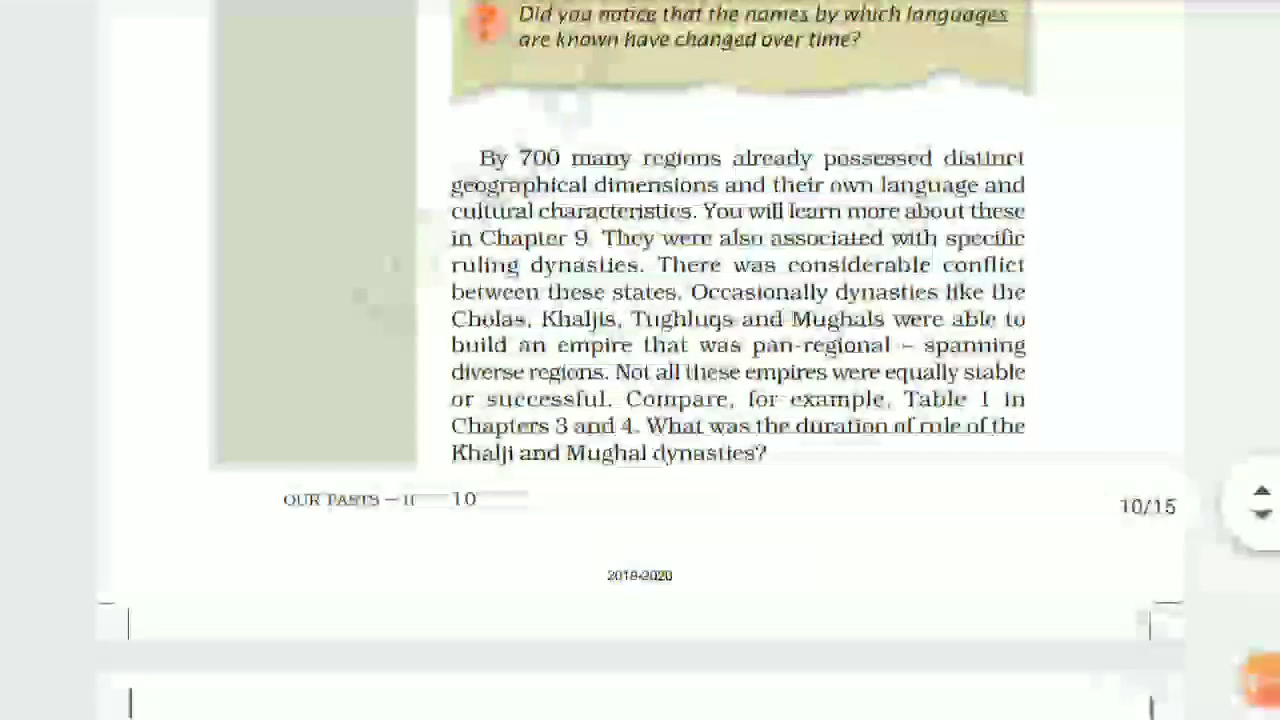 Did you notice that the names by which languages
are known have changed over time?
By 700 many regions already possessed distinct
geographical dimensions and their own language and
cultural characteristics. You will learn more about these
in Chapter 9. They were also associated with specific
ruling dynasties. There was considerable conflict
between these states. Occasionally dynasties like the
Cholas, Khaljis, Tughluqs and Mughals were able to
build an empire that was pan-regional – spanning
diverse regions. Not all these empires were equally stable
or successful. Compare, for example, Table 1 in
Chapters 3 and 4. What was the duration of rule of the
Khalji and Mughal dynasties?
OUR PASTS – II 10
10/15
2019-2020